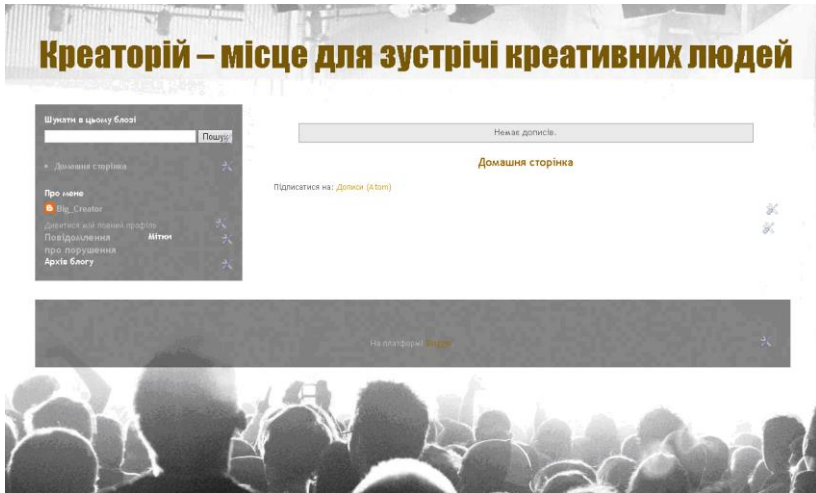 Креаторій – місце для зустрічі креативних людей
Шукати в цьому блозі
Пошук
Домашня сторінка
Про мене
Big_Creator
Дивитися мій повний профіль
Повідомлення
про порушення
Мітки
Архів блогу
Немає дописів.
Домашня сторінка
Підписатися на: Дописи (Atom)
На платформі Blogger